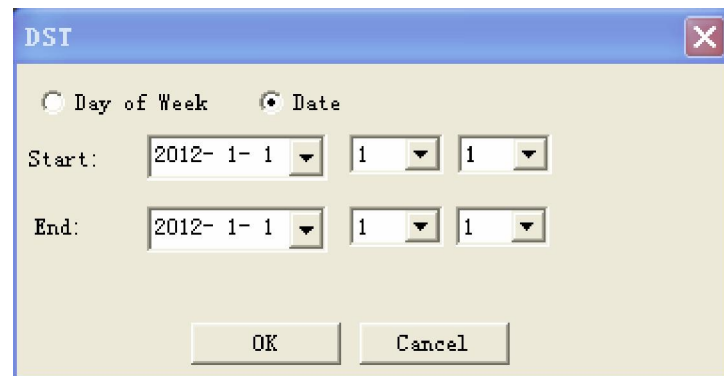 DST
Day of Week Date
Start: 2012- 1- 1 1 1
End: 2012- 1- 1 1 1
OK Cancel